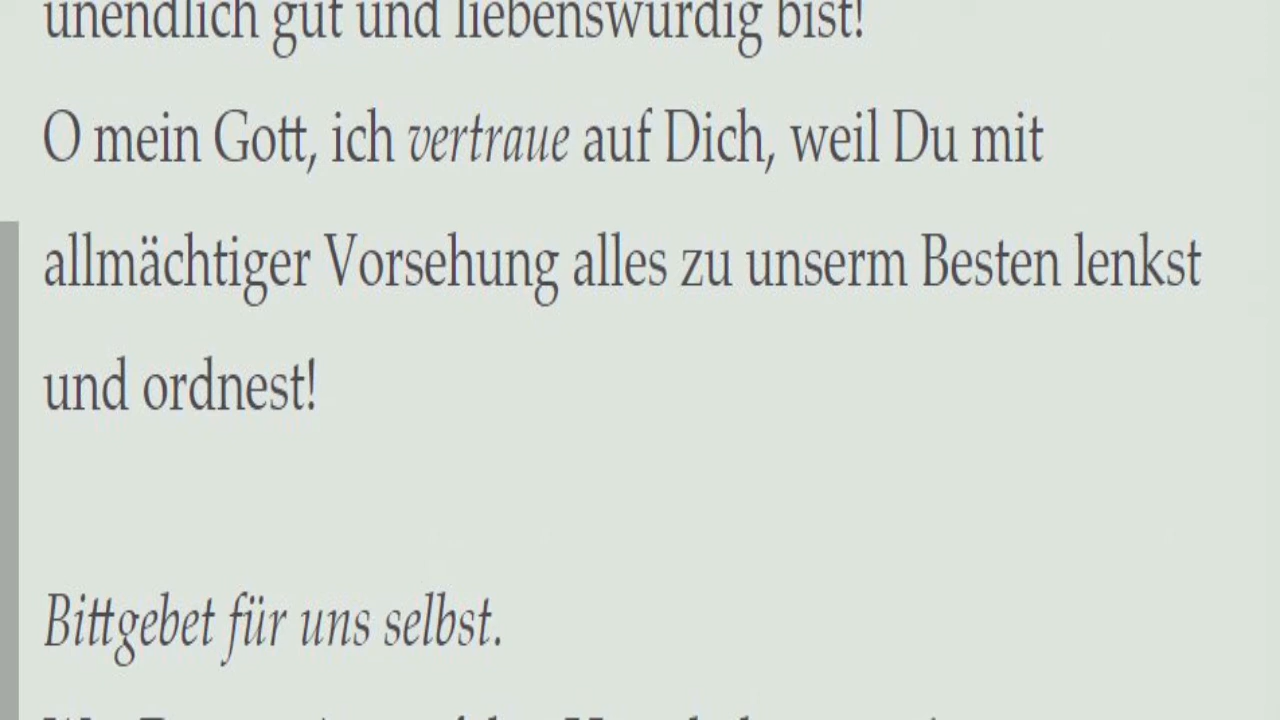 unendlich gut und liebenswürdig bist!
O mein Gott, ich vertraue auf Dich, weil Du mit
allmächtiger Vorsehung alles zu unserm Besten lenkst
und ordnest!
Bittgebet für uns selbst.